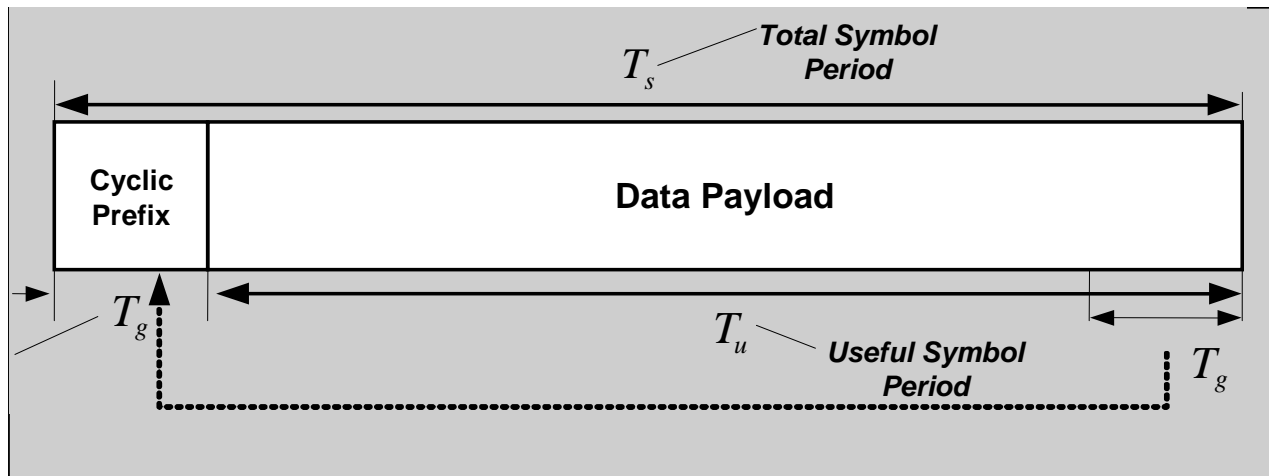 Total Symbol
Period
T_s
Cyclic
Prefix
Data Payload
T_g
T_u
Useful Symbol
Period
T_g